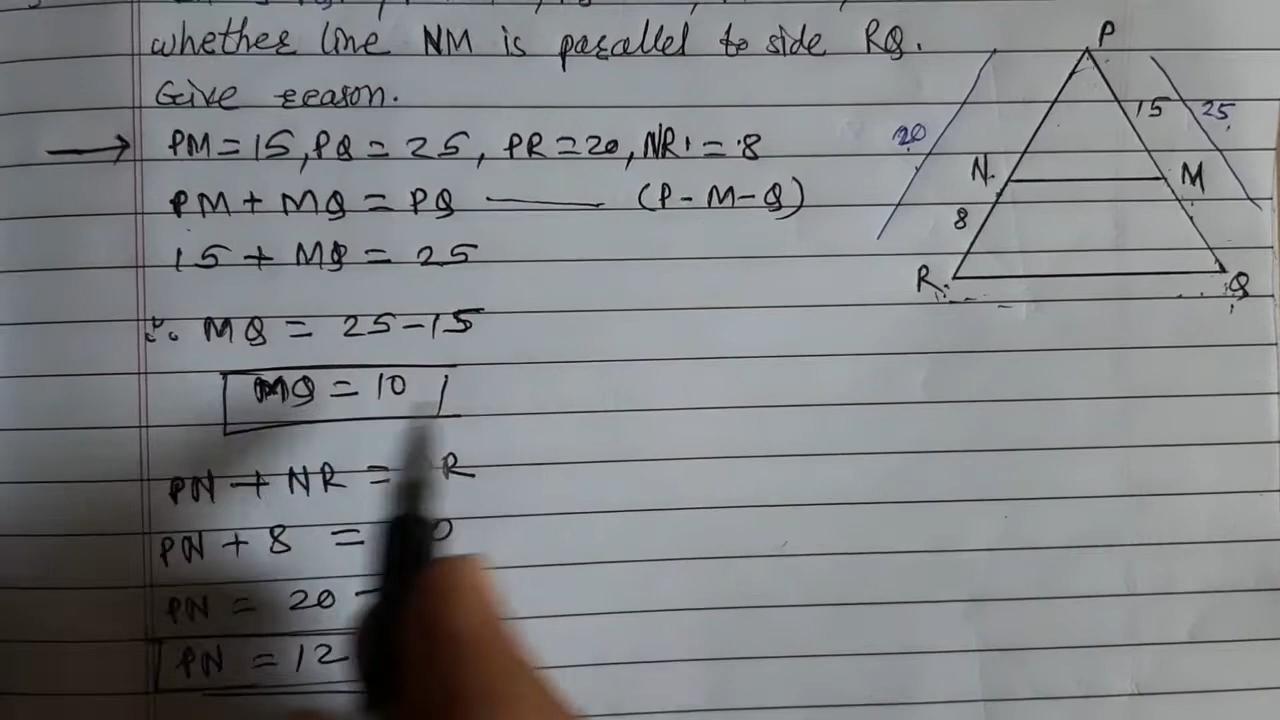 whether line NM is parallel to side RQ.
Give reason.
→ PM = 15, PQ = 25, PR = 20, NR = 8
PM + MQ = PQ —— (P - M - Q)
15 + MQ = 25
∴ MQ = 25 - 15
MQ = 10
PN + NR = R
PN + 8 = 0
PN = 20 -
PN = 12
P
15
25
20
N
M
8
R
Q